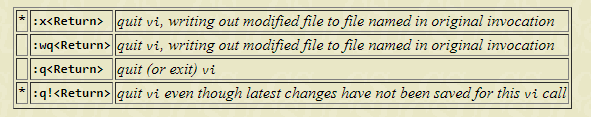 * :x<Return> quit vi, writing out modified file to file named in original invocation
:wq<Return> quit vi, writing out modified file to file named in original invocation
:q<Return> quit (or exit) vi
* :q!<Return> quit vi even though latest changes have not been saved for this vi call